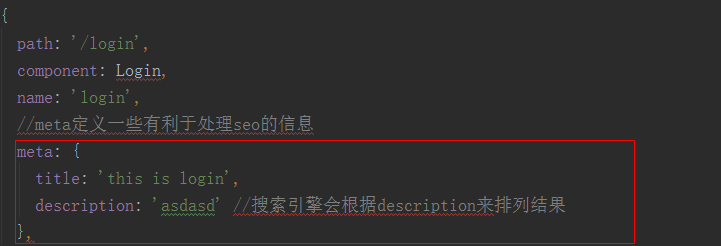 {
path: '/login',
component: Login,
name: 'login',
//meta定义一些有利于处理seo的信息
meta: {
title: 'this is login',
description: 'asdasd' //搜索引擎会根据description来排列结果
},